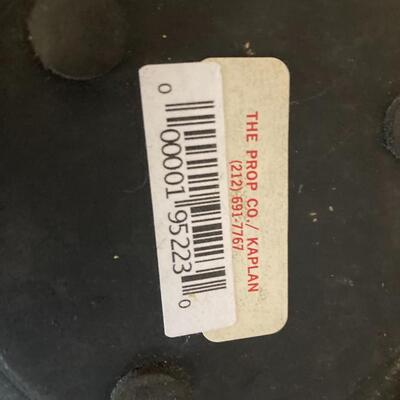 THE PROP CO./ KAPLAN
(212) 691-7767
0 00001 95223 0